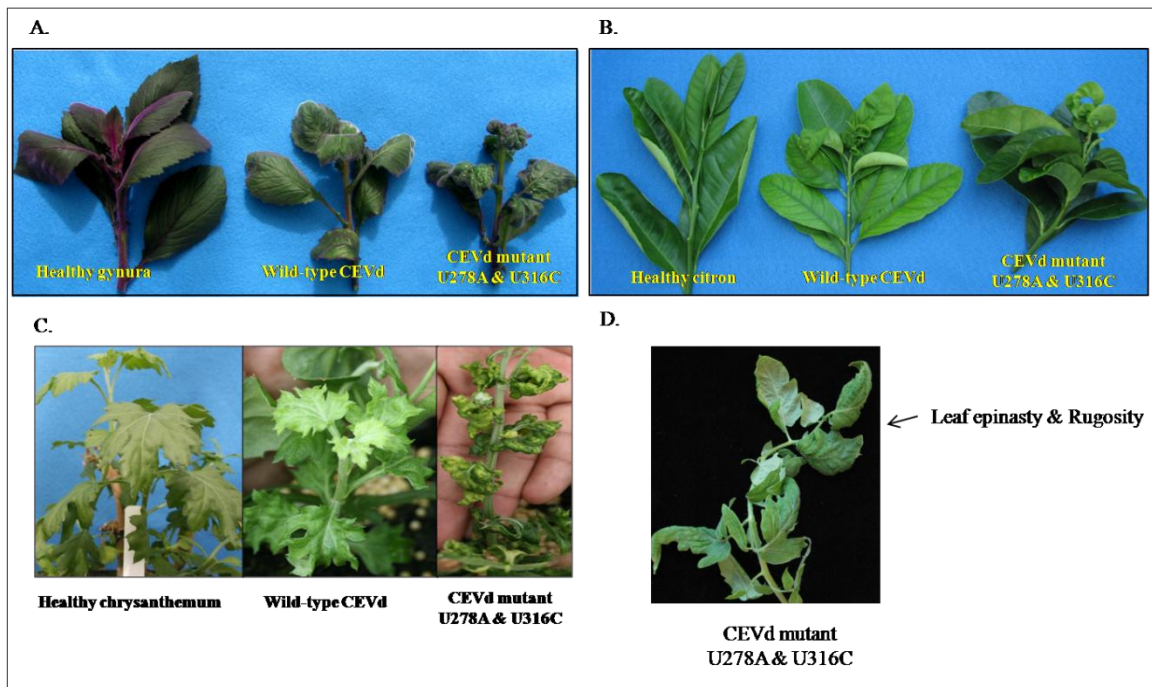 A.
Healthy gynura
Wild-type CEVd
CEVd mutant
U278A & U316C
B.
Healthy citron
Wild-type CEVd
CEVd mutant
U278A & U316C
C.
Healthy chrysanthemum
Wild-type CEVd
CEVd mutant
U278A & U316C
D.
Leaf epinasty & Rugosity
CEVd mutant
U278A & U316C